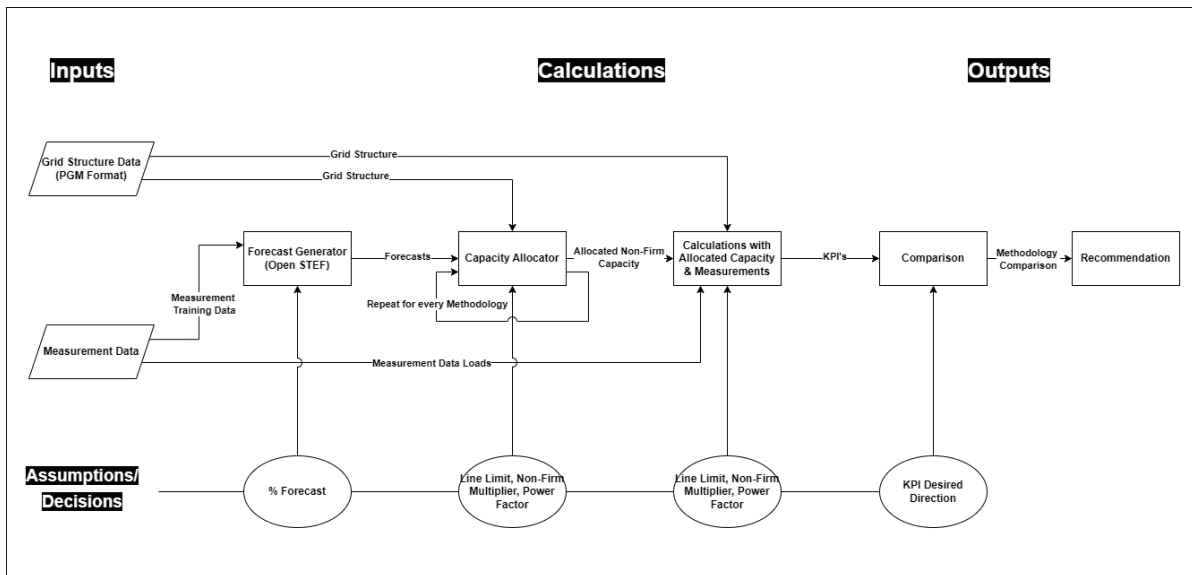 Inputs
Calculations
Outputs
Grid Structure Data
(PGM Format)
Grid Structure
Grid Structure
Forecast Generator
(Open STEF)
Forecasts
Capacity Allocator
Allocated Non-Firm
Capacity
Calculations with
Allocated Capacity
& Measurements
KPI's
Comparison
Methodology
Comparison
Recommendation
Measurement
Training Data
Repeat for every Methodology
Measurement Data
Measurement Data Loads
Assumptions/
Decisions
% Forecast
Line Limit, Non-Firm
Multiplier, Power
Factor
Line Limit, Non-Firm
Multiplier, Power
Factor
KPI Desired
Direction